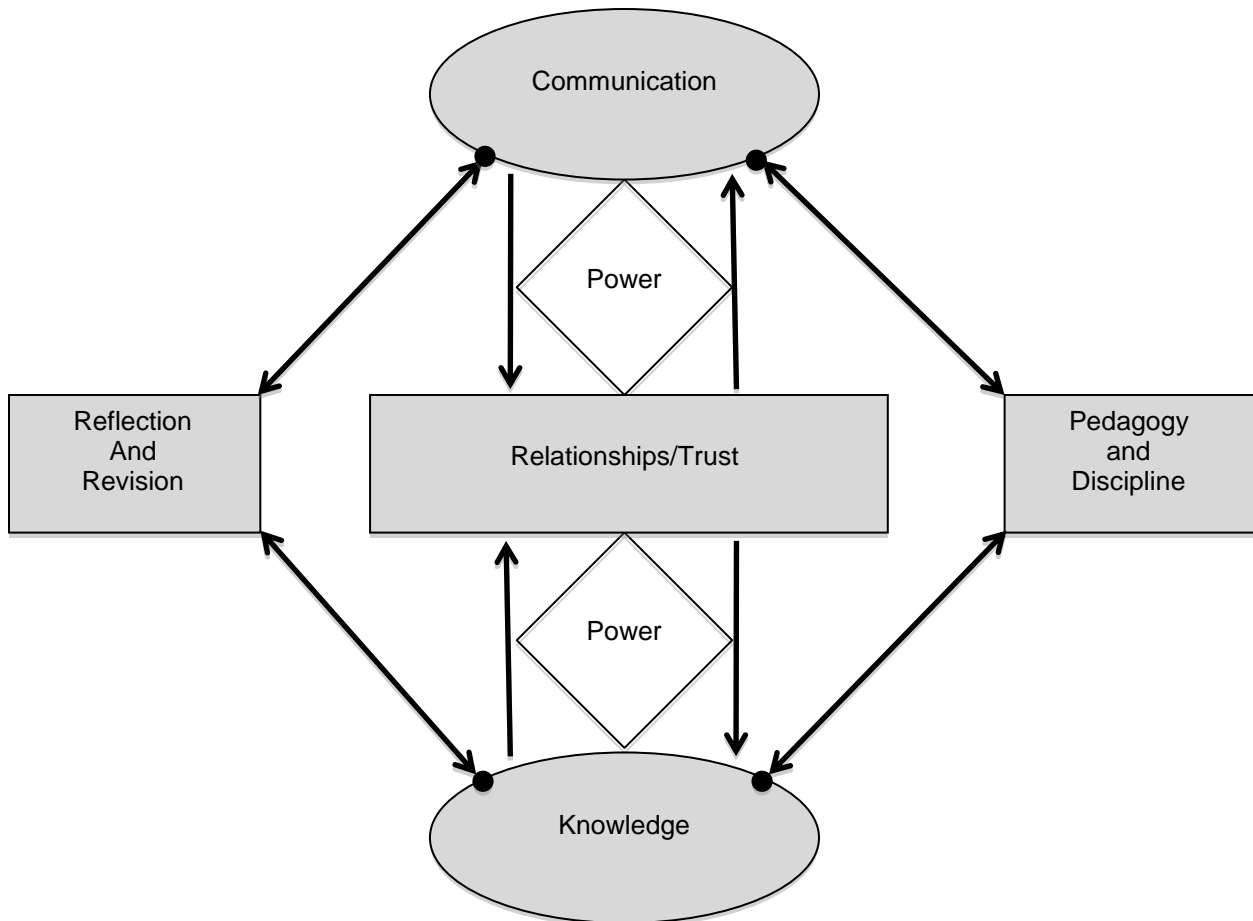 Communication
Power
Reflection
And
Revision
Relationships/Trust
Pedagogy
and
Discipline
Power
Knowledge